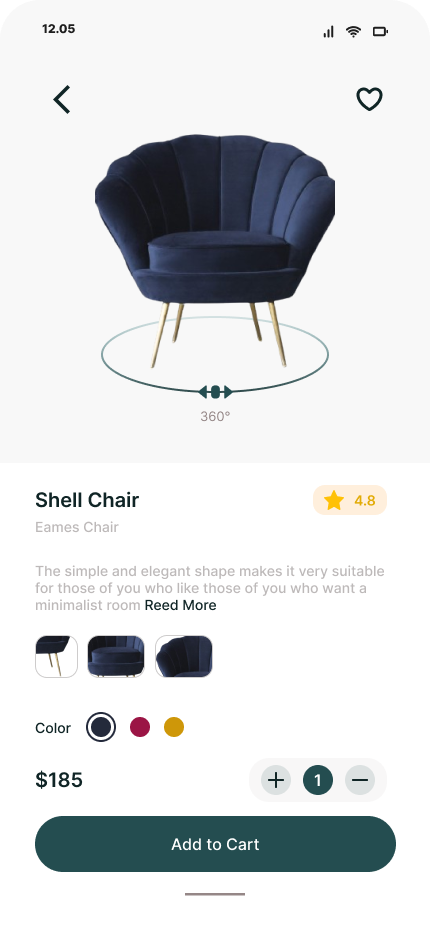 12.05
360°
Shell Chair
4.8
Eames Chair
The simple and elegant shape makes it very suitable
for those of you who like those of you who want a
minimalist room Reed More
Color
$185
1
Add to Cart